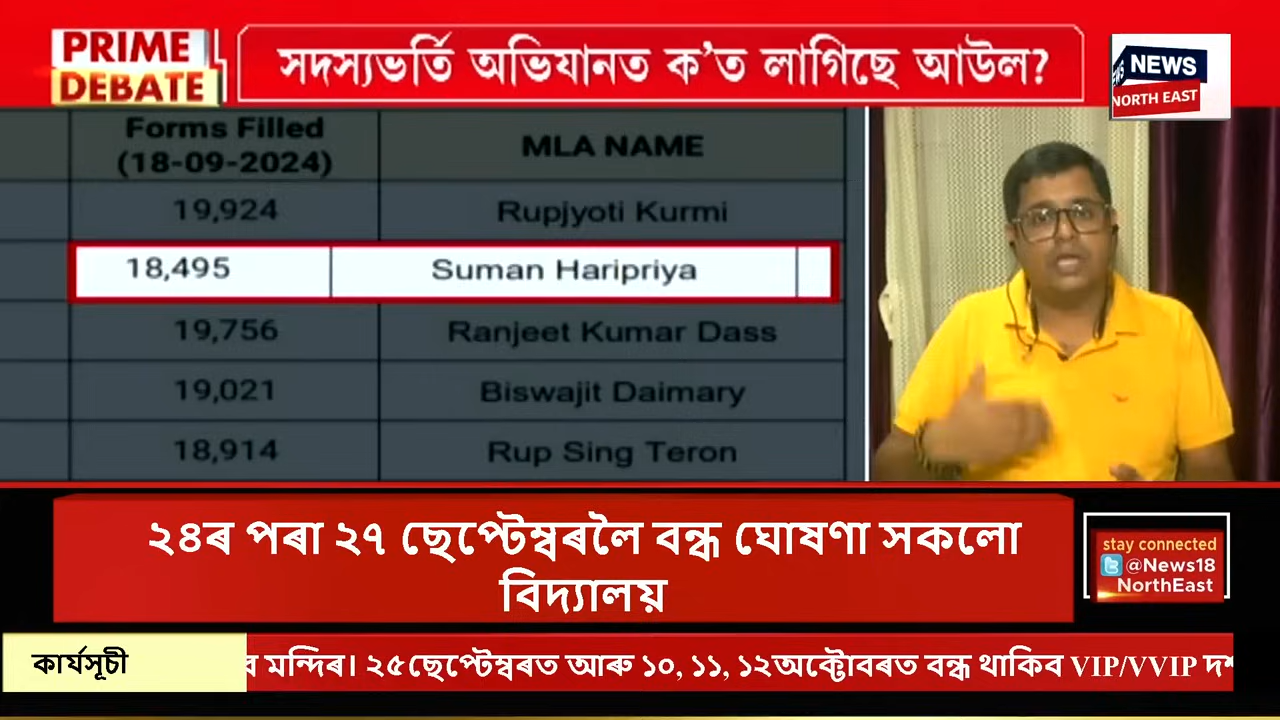 PRIME
DEBATE
সদস্যভৰ্তি অভিযানত ক’ত লাগিছে আউল?
NEWS
NEWS
NORTH EAST
Forms Filled
(18-09-2024)
MLA NAME
19,924 Rupjyoti Kurmi
18,495 Suman Haripriya
19,756 Ranjeet Kumar Dass
19,021 Biswajit Daimary
18,914 Rup Sing Teron
২৪ৰ পৰা ২৭ ছেপ্টেম্বৰলৈ বন্ধ ঘোষণা সকলো
বিদ্যালয়
stay connected
@News18
NorthEast
কাৰ্যসূচী
মন্দিৰ। ২৫ছেপ্টেম্বৰত আৰু ১০, ১১, ১২অক্টোবৰত বন্ধ থাকিব VIP/VVIP